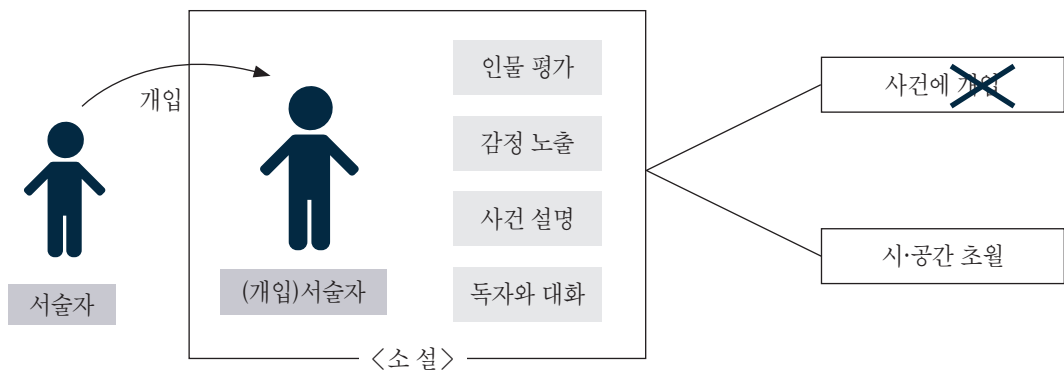 개입
서술자
(개입)서술자
인물 평가
감정 노출
사건 설명
독자와 대화
<소 설>
사건에 개입
시·공간 초월